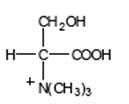 CH₂OH
H—C—COOH
+
N(CH₃)₃